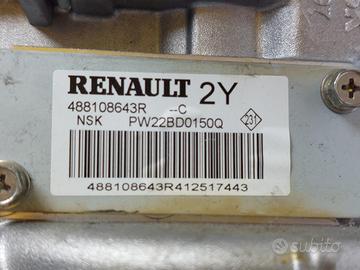 RENAULT 2Y
488108643R --C
NSK PW22BD0150Q 231
488108643R412517443
subito